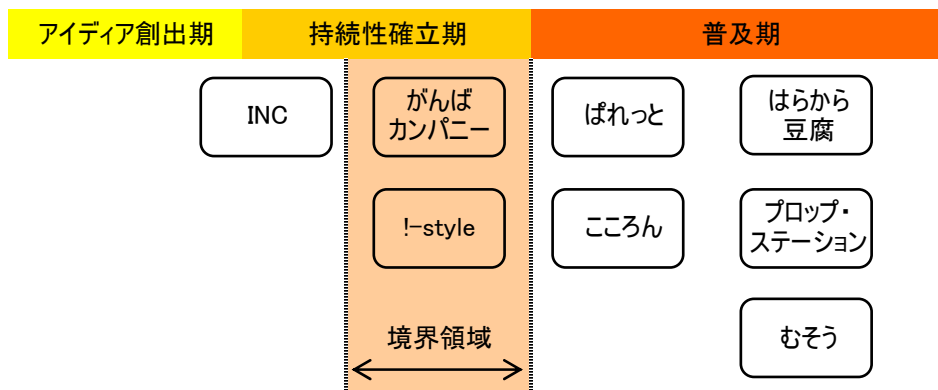 アイディア創出期
持続性確立期
普及期
INC
がんば
カンパニー
ぱれっと
はらから
豆腐
!-style
こころん
プロップ・
ステーション
境界領域
むそう